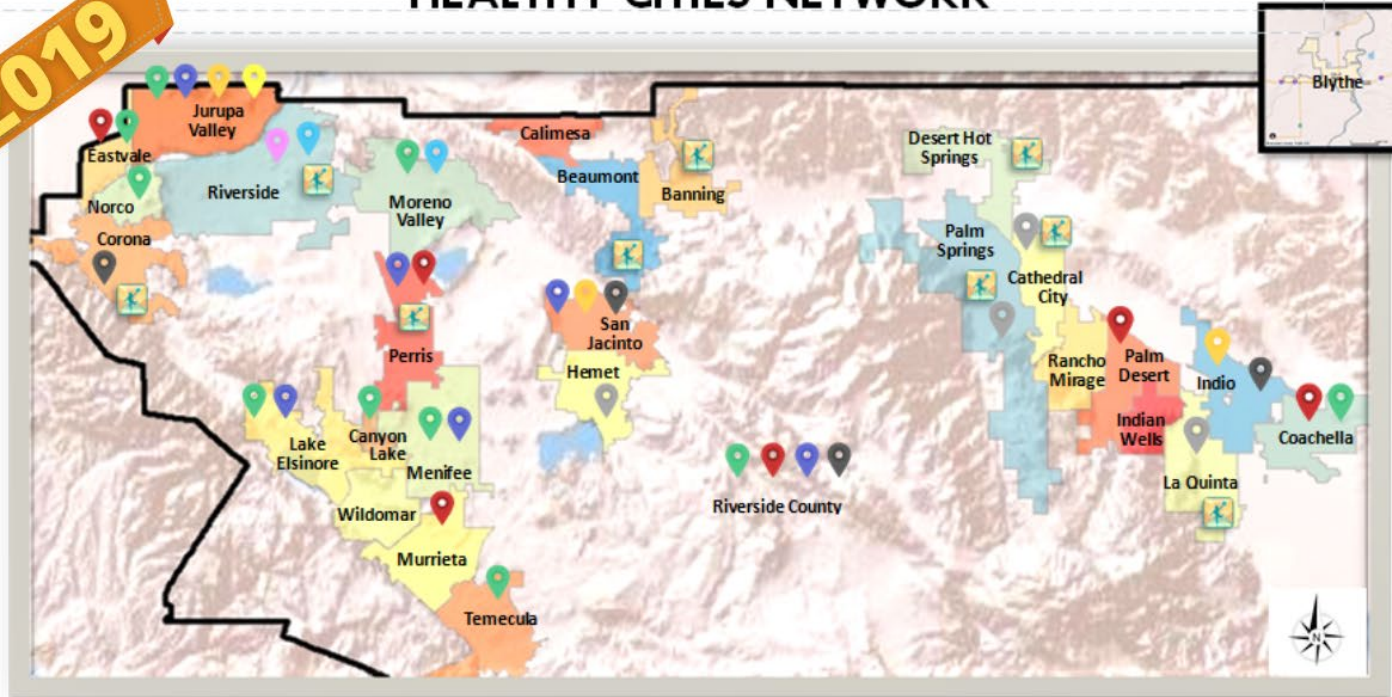 HEALTHY CITIES NETWORK
2019
Blythe
Jurupa
Valley
Calimesa
Eastvale
Desert Hot
Springs
Beaumont
Banning
Riverside
Moreno
Valley
Norco
Corona
Palm
Springs
Cathedral
City
San
Jacinto
Perris
Hemet
Rancho
Mirage
Palm
Desert
Indio
Indian
Wells
Coachella
Lake
Elsinore
Canyon
Lake
Menifee
La Quinta
Riverside County
Wildomar
Murrieta
Temecula
N